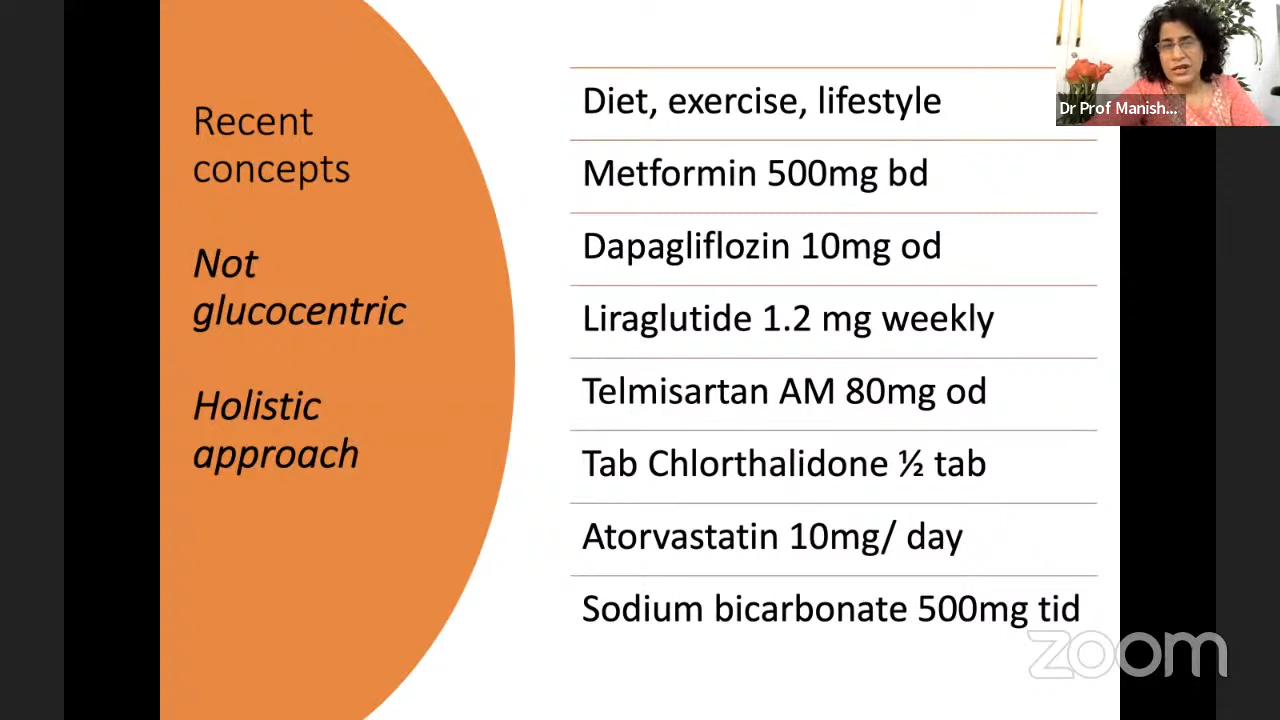 Recent
concepts
Not
glucocentric
Holistic
approach
Diet, exercise, lifestyle
Metformin 500mg bd
Dapagliflozin 10mg od
Liraglutide 1.2 mg weekly
Telmisartan AM 80mg od
Tab Chlorthalidone ½ tab
Atorvastatin 10mg/ day
Sodium bicarbonate 500mg tid
Dr Prof Manish...
zoom